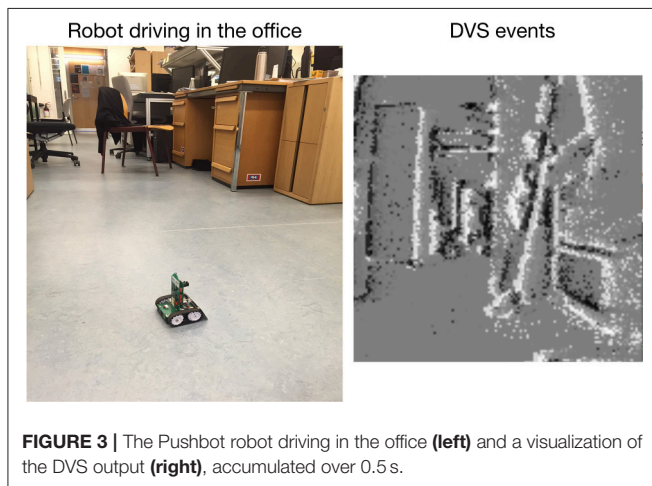 Robot driving in the office
DVS events
FIGURE 3 | The Pushbot robot driving in the office (left) and a visualization of
the DVS output (right), accumulated over 0.5 s.